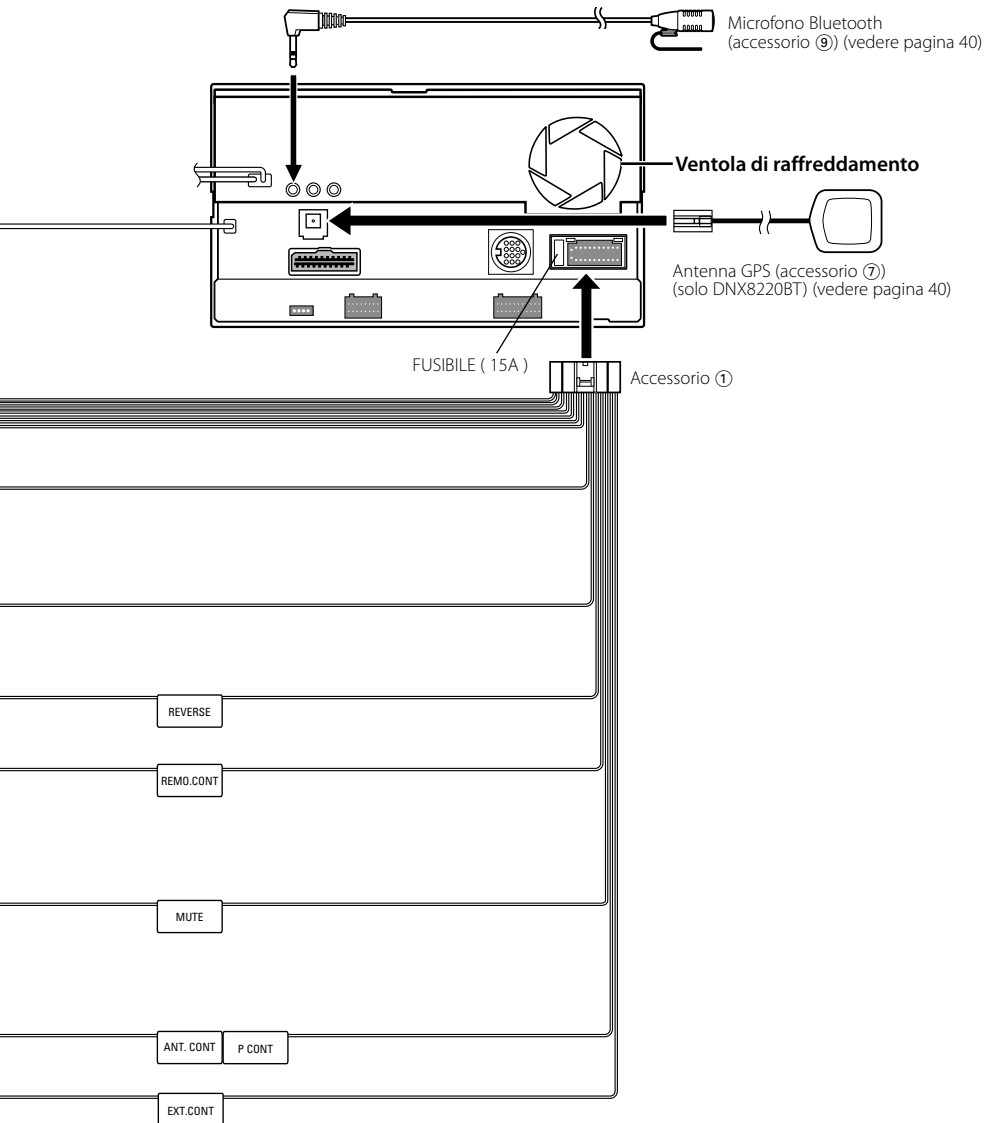 Microfono Bluetooth
(accessorio ⑨) (vedere pagina 40)
Ventola di raffreddamento
Antenna GPS (accessorio ⑦)
(solo DNX8220BT) (vedere pagina 40)
FUSIBILE ( 15A )
Accessorio ①
REVERSE
REMO.CONT
MUTE
ANT. CONT P CONT
EXT.CONT